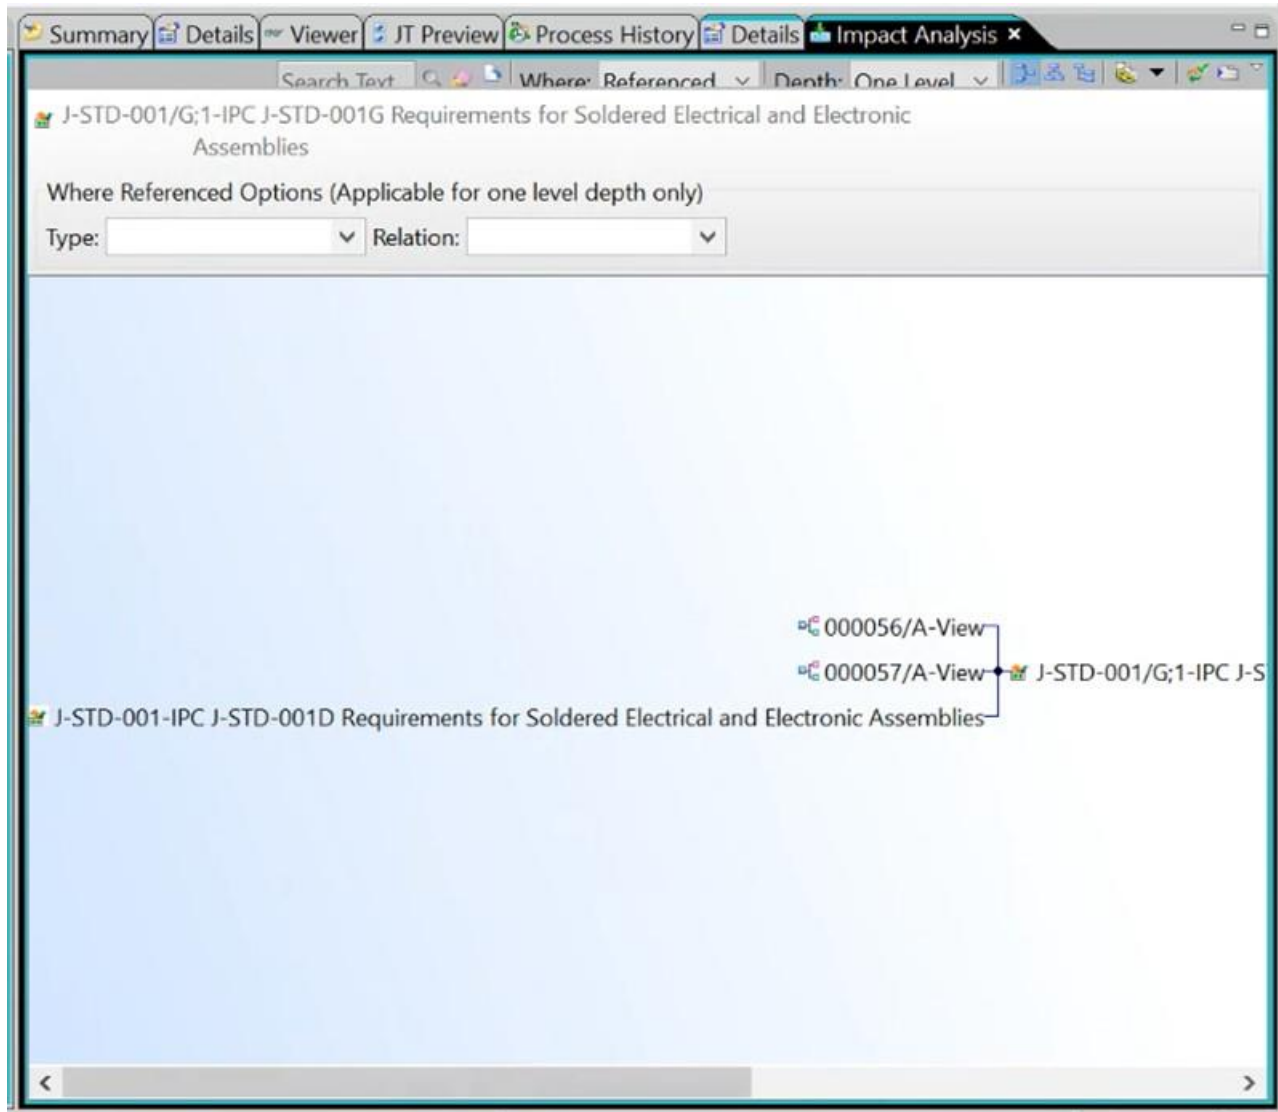 Summary Details Viewer JT Preview Process History Details Impact Analysis
Search Text Where: Referenced Depth: One Level
J-STD-001/G;1-IPC J-STD-001G Requirements for Soldered Electrical and Electronic
Assemblies
Where Referenced Options (Applicable for one level depth only)
Type: Relation:
000056/A-View
000057/A-View J-STD-001/G;1-IPC J-S
J-STD-001-IPC J-STD-001D Requirements for Soldered Electrical and Electronic Assemblies